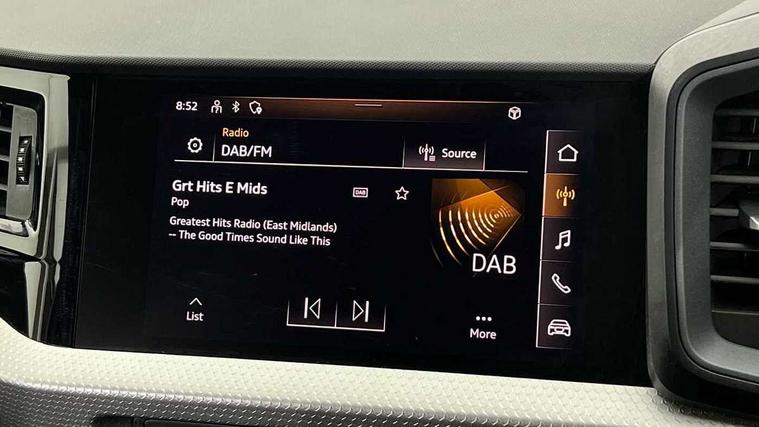 8:52
Radio
DAB/FM
Source
Grt Hits E Mids
DAB
Pop
Greatest Hits Radio (East Midlands)
-- The Good Times Sound Like This
DAB
List
More